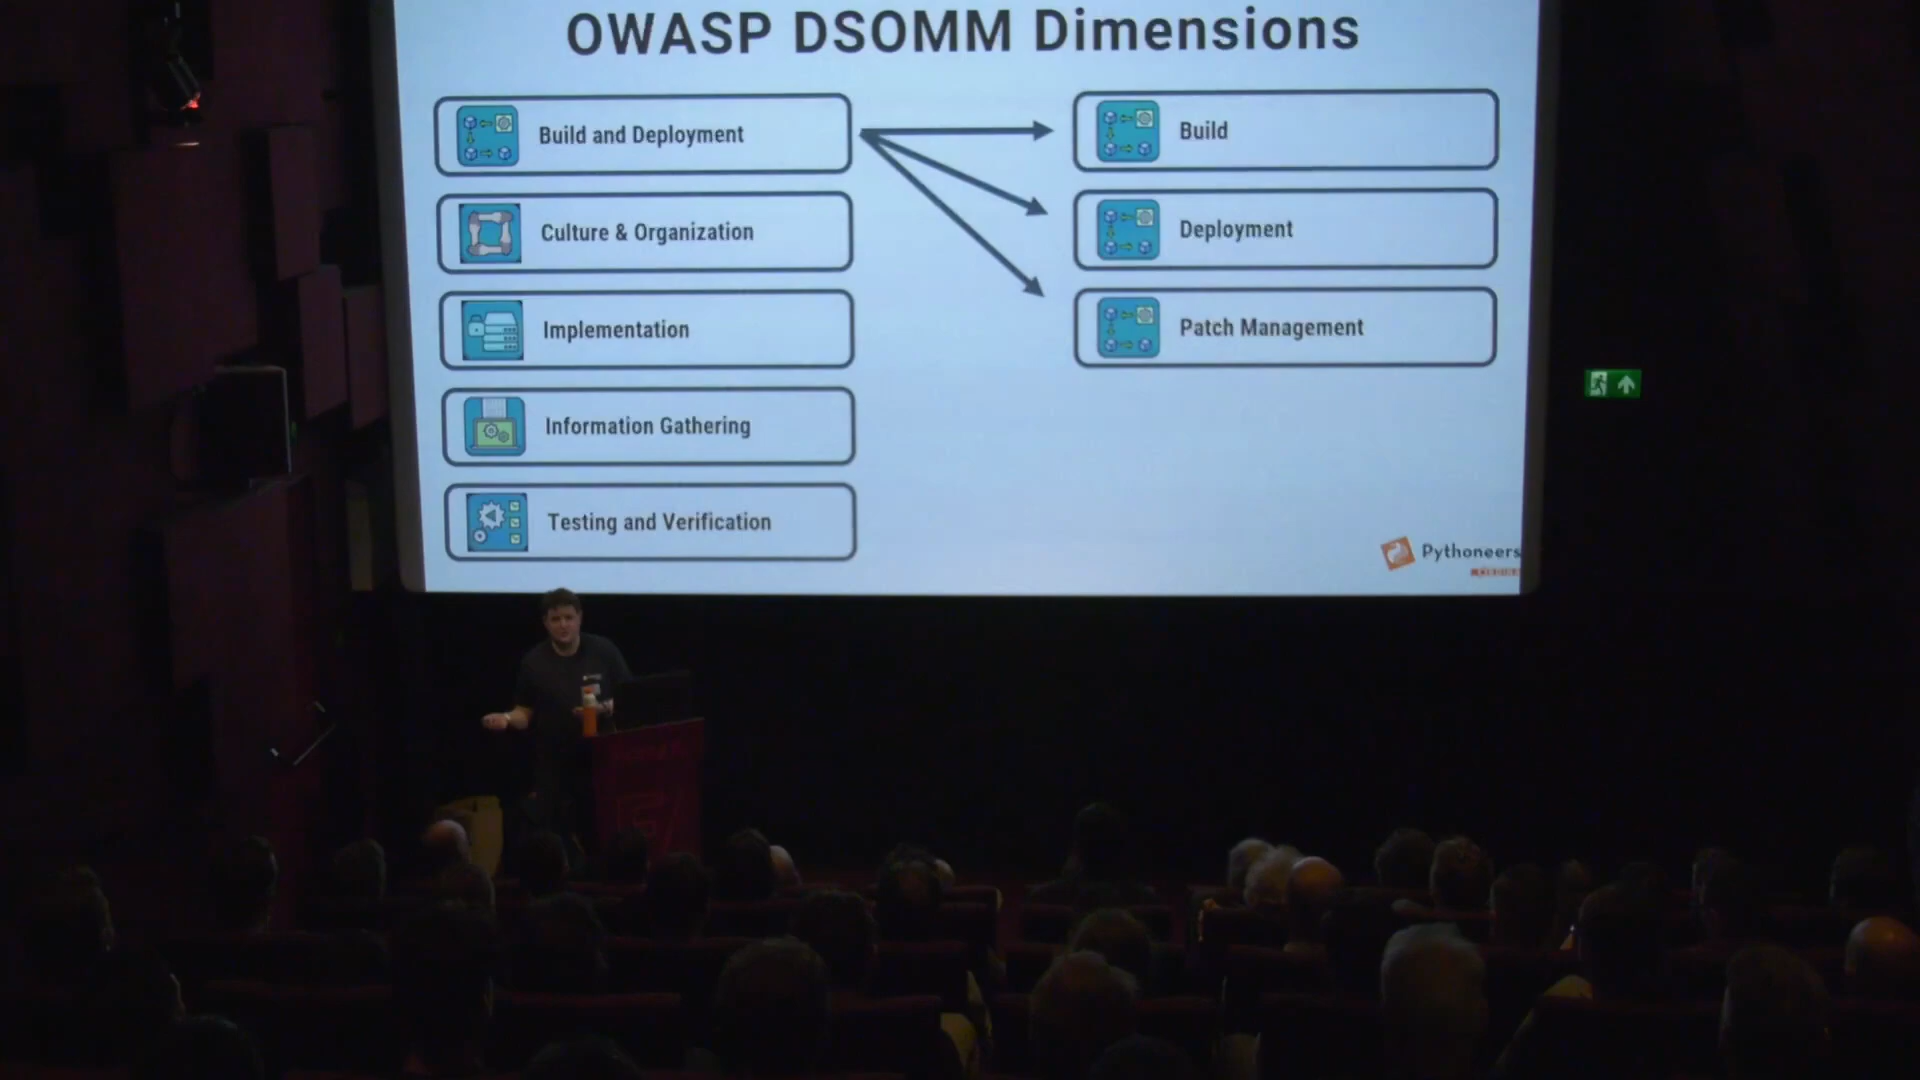 OWASP DSOMM Dimensions
Build and Deployment
Culture & Organization
Implementation
Information Gathering
Testing and Verification
Build
Deployment
Patch Management
Pythoneers